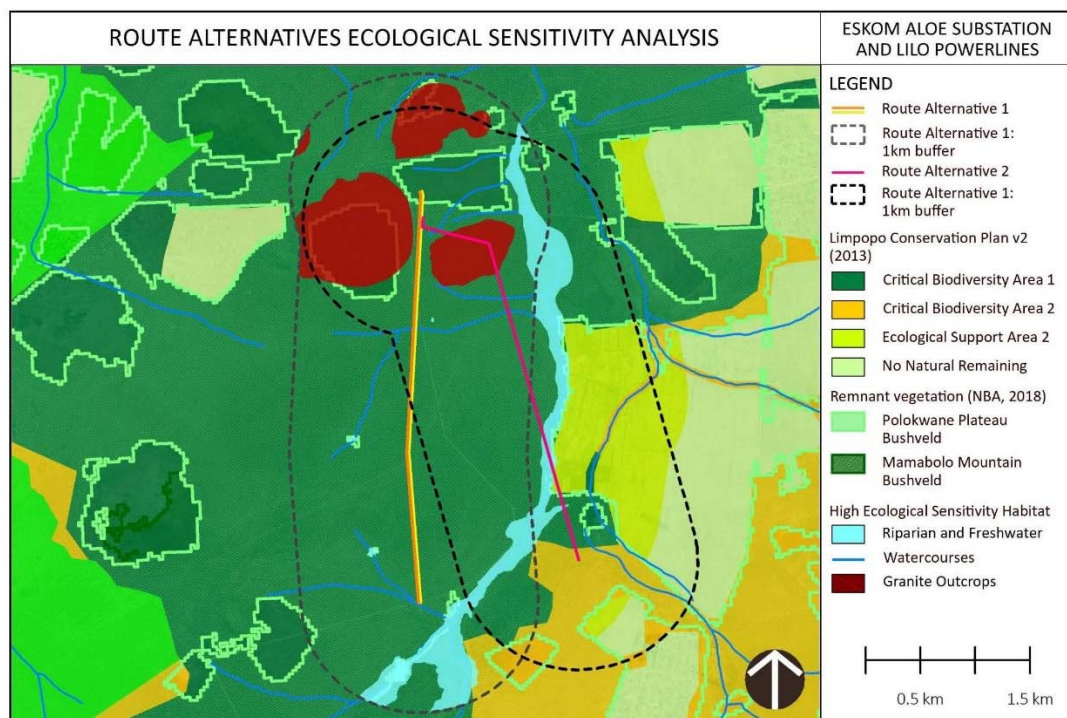 ROUTE ALTERNATIVES ECOLOGICAL SENSITIVITY ANALYSIS
ESKOM ALOE SUBSTATION
AND LILO POWERLINES
LEGEND
Route Alternative 1
Route Alternative 1:
1km buffer
Route Alternative 2
Route Alternative 1:
1km buffer
Limpopo Conservation Plan v2
(2013)
Critical Biodiversity Area 1
Critical Biodiversity Area 2
Ecological Support Area 2
No Natural Remaining
Remnant vegetation (NBA, 2018)
Polokwane Plateau
Bushveld
Mamabolo Mountain
Bushveld
High Ecological Sensitivity Habitat
Riparian and Freshwater
Watercourses
Granite Outcrops
0.5 km
1.5 km